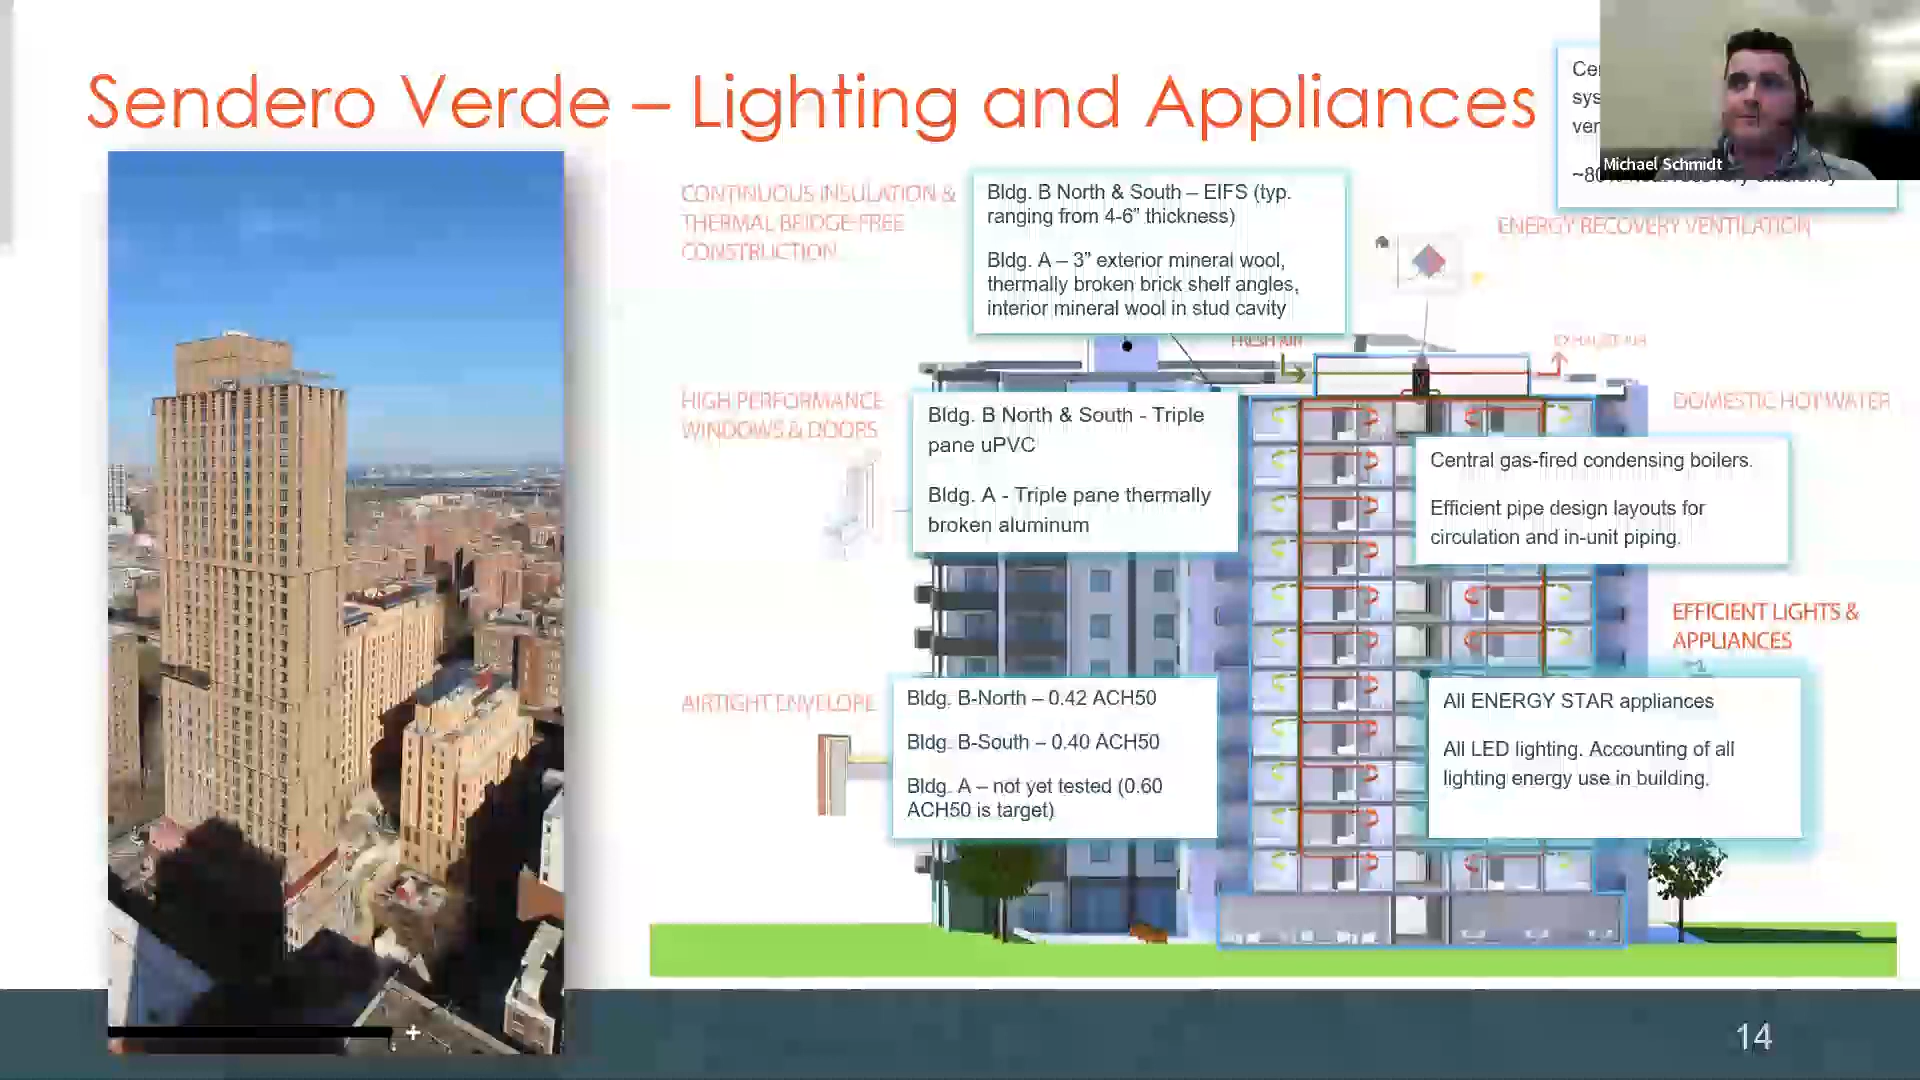 Sendero Verde – Lighting and Appliances
Michael Schmidt
CONTINUOUS INSULATION &
THERMAL BRIDGE-FREE
CONSTRUCTION
Bldg. B North & South – EIFS (typ.
ranging from 4-6” thickness)
Bldg. A – 3” exterior mineral wool,
thermally broken brick shelf angles,
interior mineral wool in stud cavity
ENERGY RECOVERY VENTILATION
FRESH AIR
EXHAUST AIR
HIGH PERFORMANCE
WINDOWS & DOORS
Bldg. B North & South - Triple
pane uPVC
Bldg. A - Triple pane thermally
broken aluminum
DOMESTIC HOT WATER
Central gas-fired condensing boilers.
Efficient pipe design layouts for
circulation and in-unit piping.
EFFICIENT LIGHTS &
APPLIANCES
All ENERGY STAR appliances
All LED lighting. Accounting of all
lighting energy use in building.
AIRTIGHT ENVELOPE
Bldg. B-North – 0.42 ACH50
Bldg. B-South – 0.40 ACH50
Bldg. A – not yet tested (0.60
ACH50 is target)
14